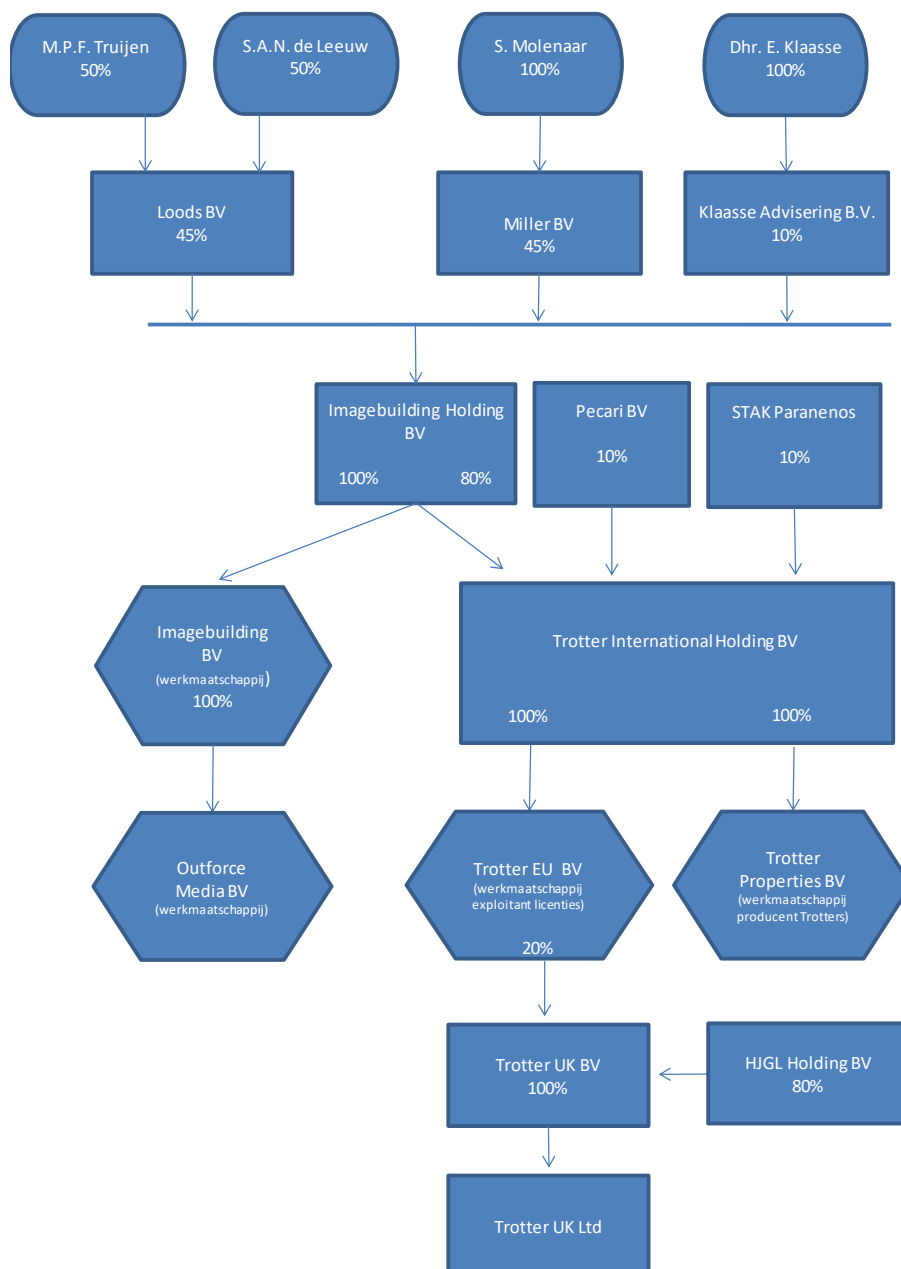 M.P.F. Truijen
50%
S.A.N. de Leeuw
50%
S. Molenaar
100%
Dhr. E. Klaasse
100%
Loods BV
45%
Miller BV
45%
Klaasse Advisering B.V.
10%
Imagebuilding Holding
BV
100% 80%
Pecari BV
10%
STAK Paranenos
10%
Imagebuilding
BV
(werkmaatschappij)
100%
Trotter International Holding BV
100% 100%
Outforce
Media BV
(werkmaatschappij)
Trotter EU BV
(werkmaatschappij
exploitant licenties)
20%
Trotter
Properties BV
(werkmaatschappij
producent Trotters)
Trotter UK BV
100%
HJGL Holding BV
80%
Trotter UK Ltd